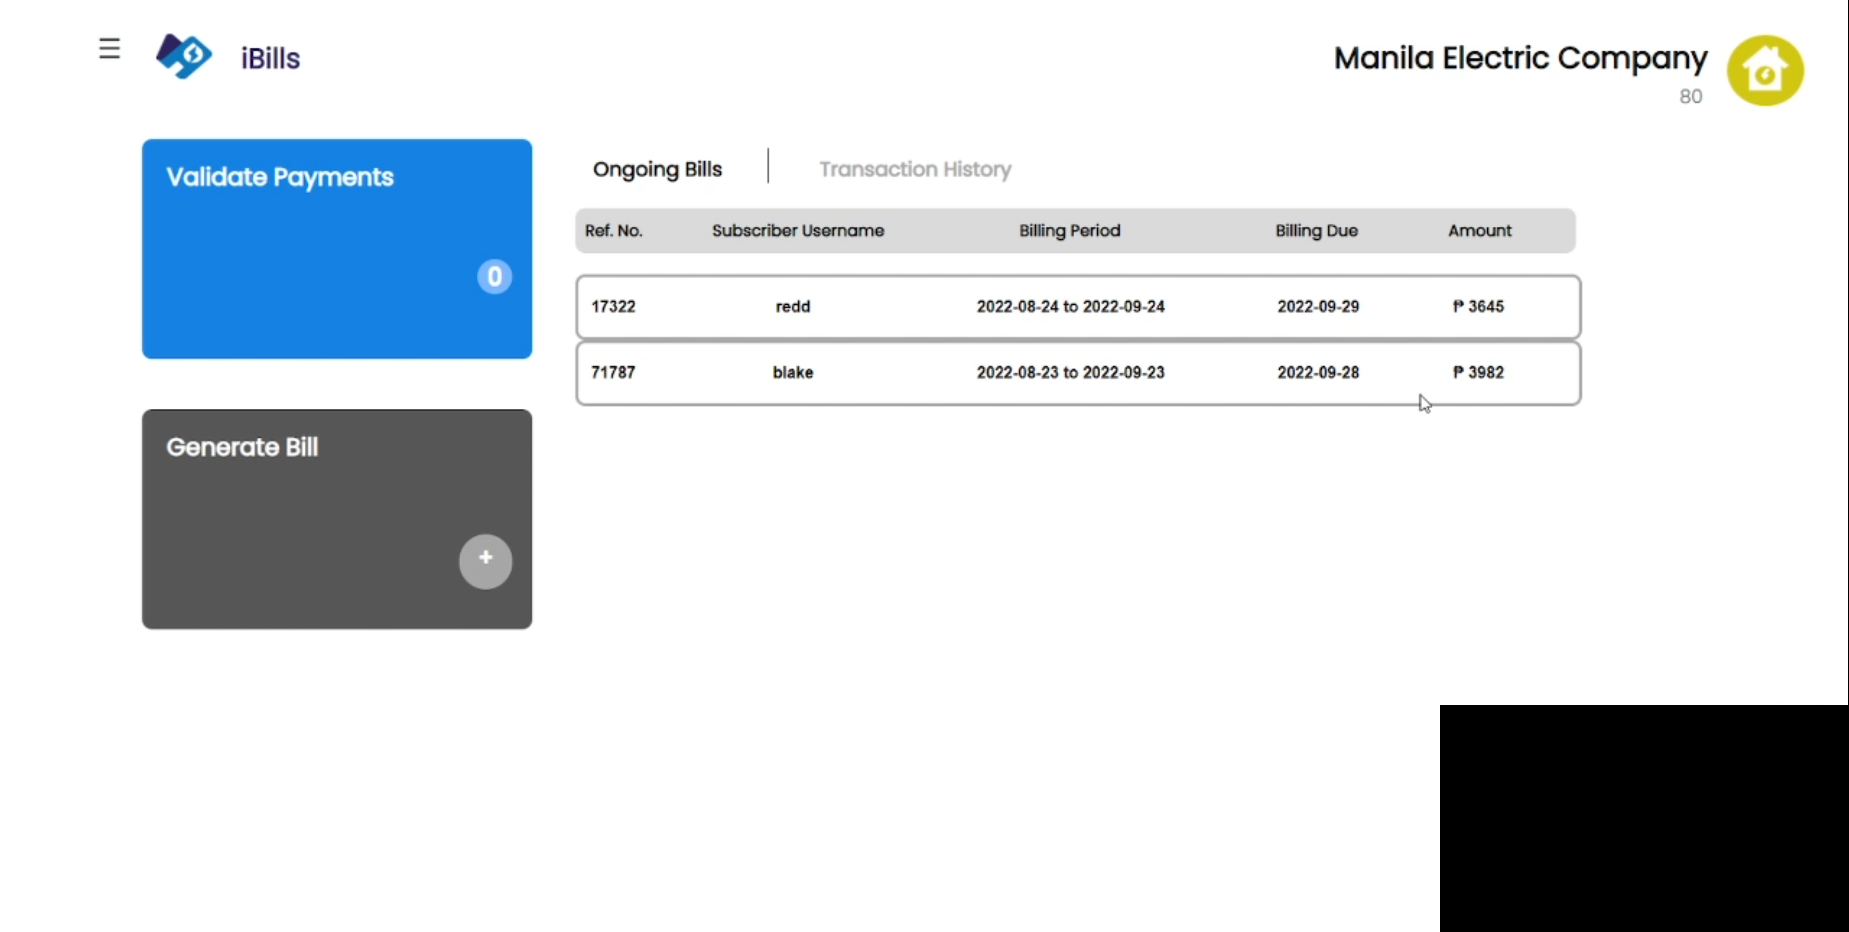 ☰ iBills
Manila Electric Company
80
Validate Payments
0
Generate Bill
+
Ongoing Bills | Transaction History
Ref. No. Subscriber Username Billing Period Billing Due Amount
17322 redd 2022-08-24 to 2022-09-24 2022-09-29 ₱ 3645
71787 blake 2022-08-23 to 2022-09-23 2022-09-28 ₱ 3982